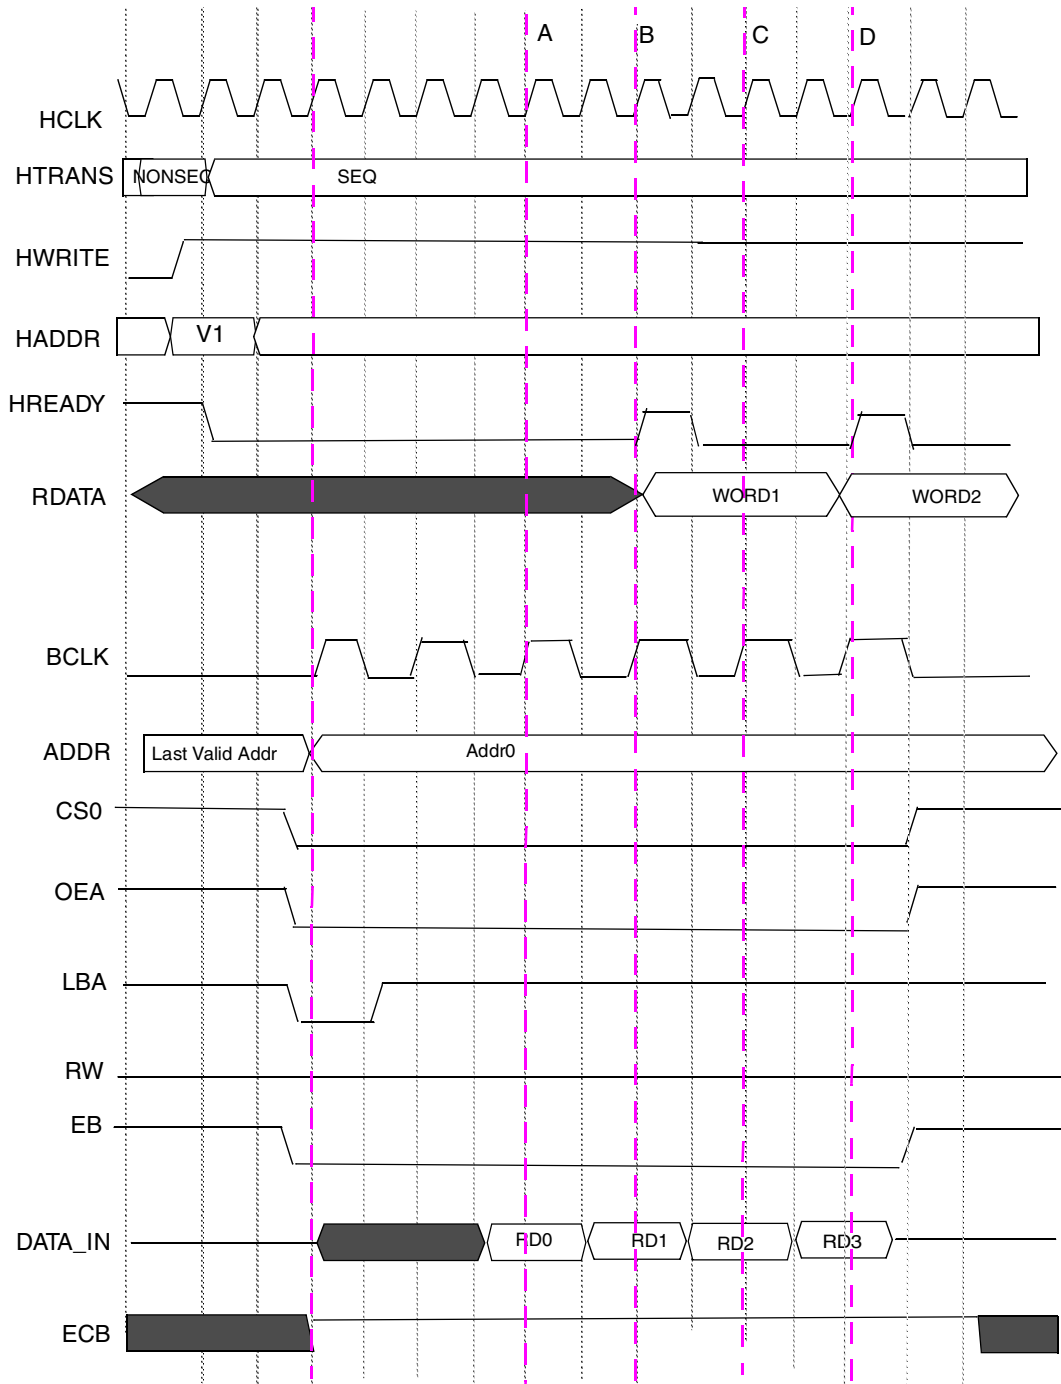 A B C D
HCLK
HTRANS NONSEQ SEQ
HWRITE
HADDR V1
HREADY
RDATA WORD1 WORD2
BCLK
ADDR Last Valid Addr Addr0
CS0
OEA
LBA
RW
EB
DATA_IN RD0 RD1 RD2 RD3
ECB